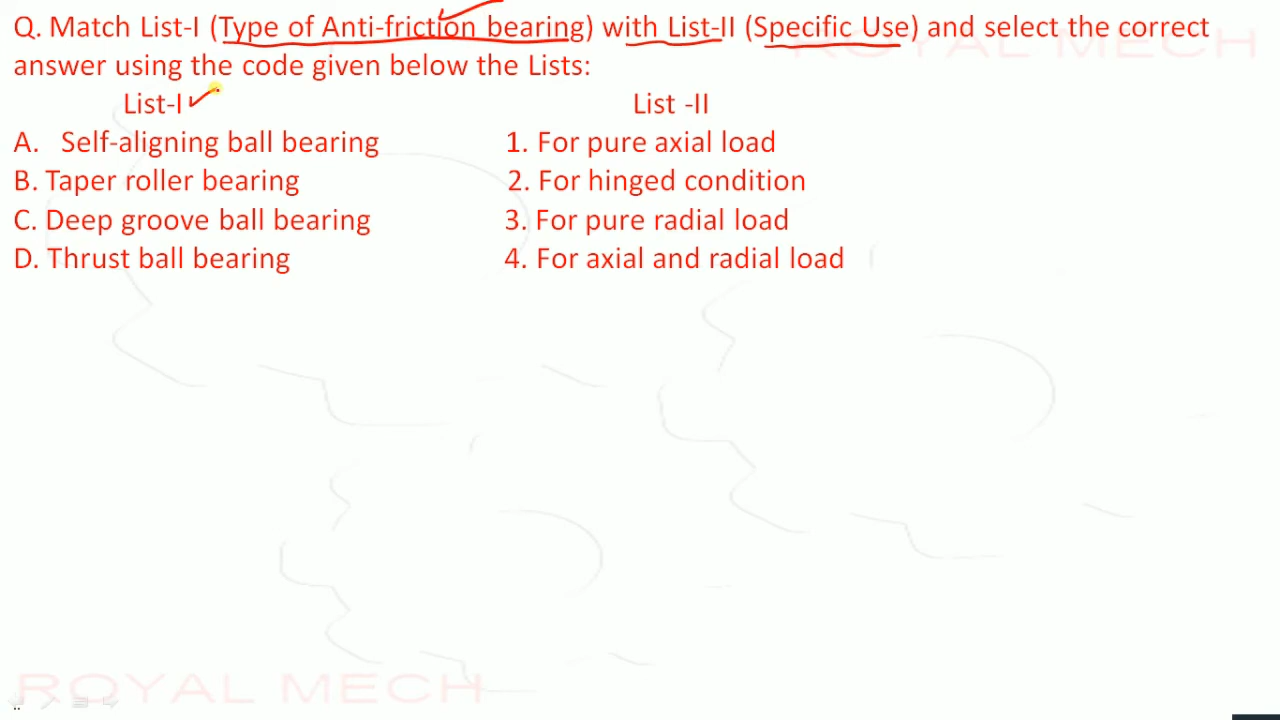 Q. Match List-I (Type of Anti-friction bearing) with List-II (Specific Use) and select the correct
answer using the code given below the Lists:
List-I List -II
A. Self-aligning ball bearing 1. For pure axial load
B. Taper roller bearing 2. For hinged condition
C. Deep groove ball bearing 3. For pure radial load
D. Thrust ball bearing 4. For axial and radial load
ROYAL MECH
ROYAL MECH